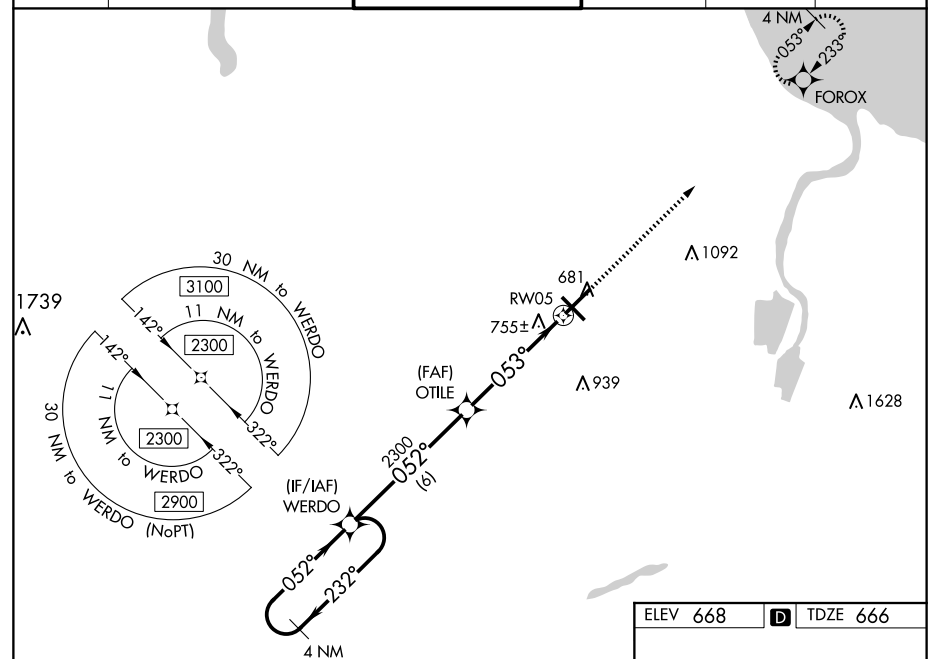 4 NM
053°
233°
FOROX
1092
681
RW05
755±
30 NM to WERDO
3100
11 NM to WERDO
2300
142°
322°
1739
142°
11 NM to WERDO
2300
322°
2900
30 NM to WERDO (NoPT)
053°
(FAF)
OTILE
939
1628
2300
052°
(6)
(IF/IAF)
WERDO
052°
232°
4 NM
ELEV 668 D TDZE 666